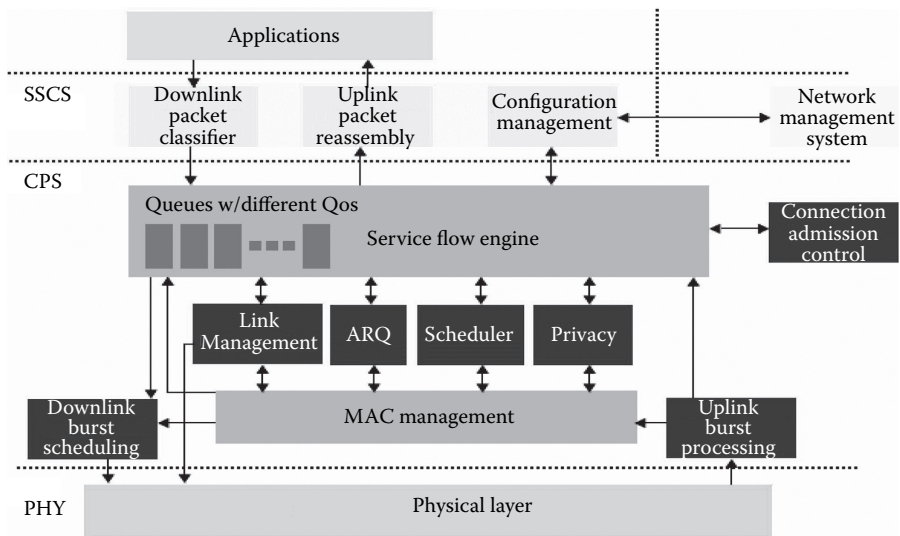 Applications
SSCS
Downlink
packet
classifier
Uplink
packet
reassembly
Configuration
management
Network
management
system
CPS
Queues w/different Qos
Service flow engine
Connection
admission
control
Link
Management
ARQ
Scheduler
Privacy
Downlink
burst
scheduling
MAC management
Uplink
burst
processing
PHY
Physical layer